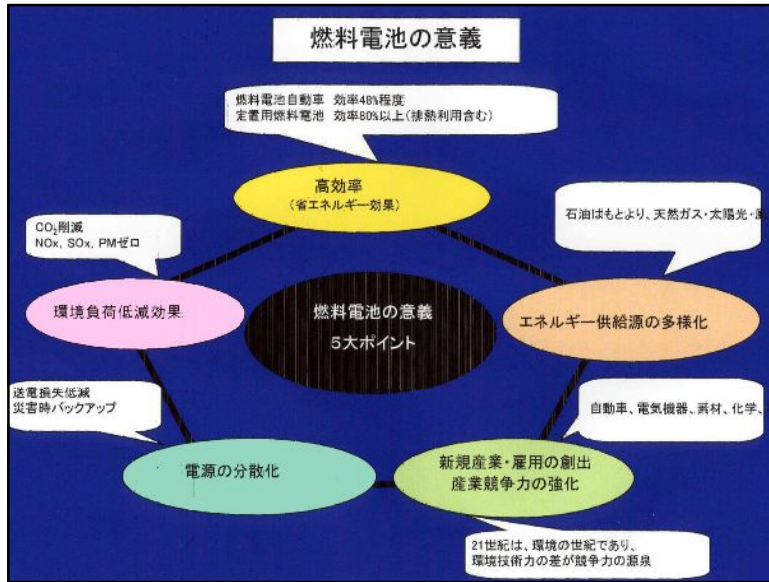 燃料電池の意義
燃料電池自動車 効率48%程度
定置用燃料電池 効率80%以上(排熱利用含む)
高効率
(省エネルギー効果)
CO₂削減
NOx, SOx, PMゼロ
石油はもとより、天然ガス・太陽光・
環境負荷低減効果
燃料電池の意義
5大ポイント
エネルギー供給源の多様化
送電損失低減
災害時バックアップ
自動車、電気機器、素材、化学、
電源の分散化
新規産業・雇用の創出
産業競争力の強化
21世紀は、環境の世紀であり、
環境技術力の差が競争力の源泉